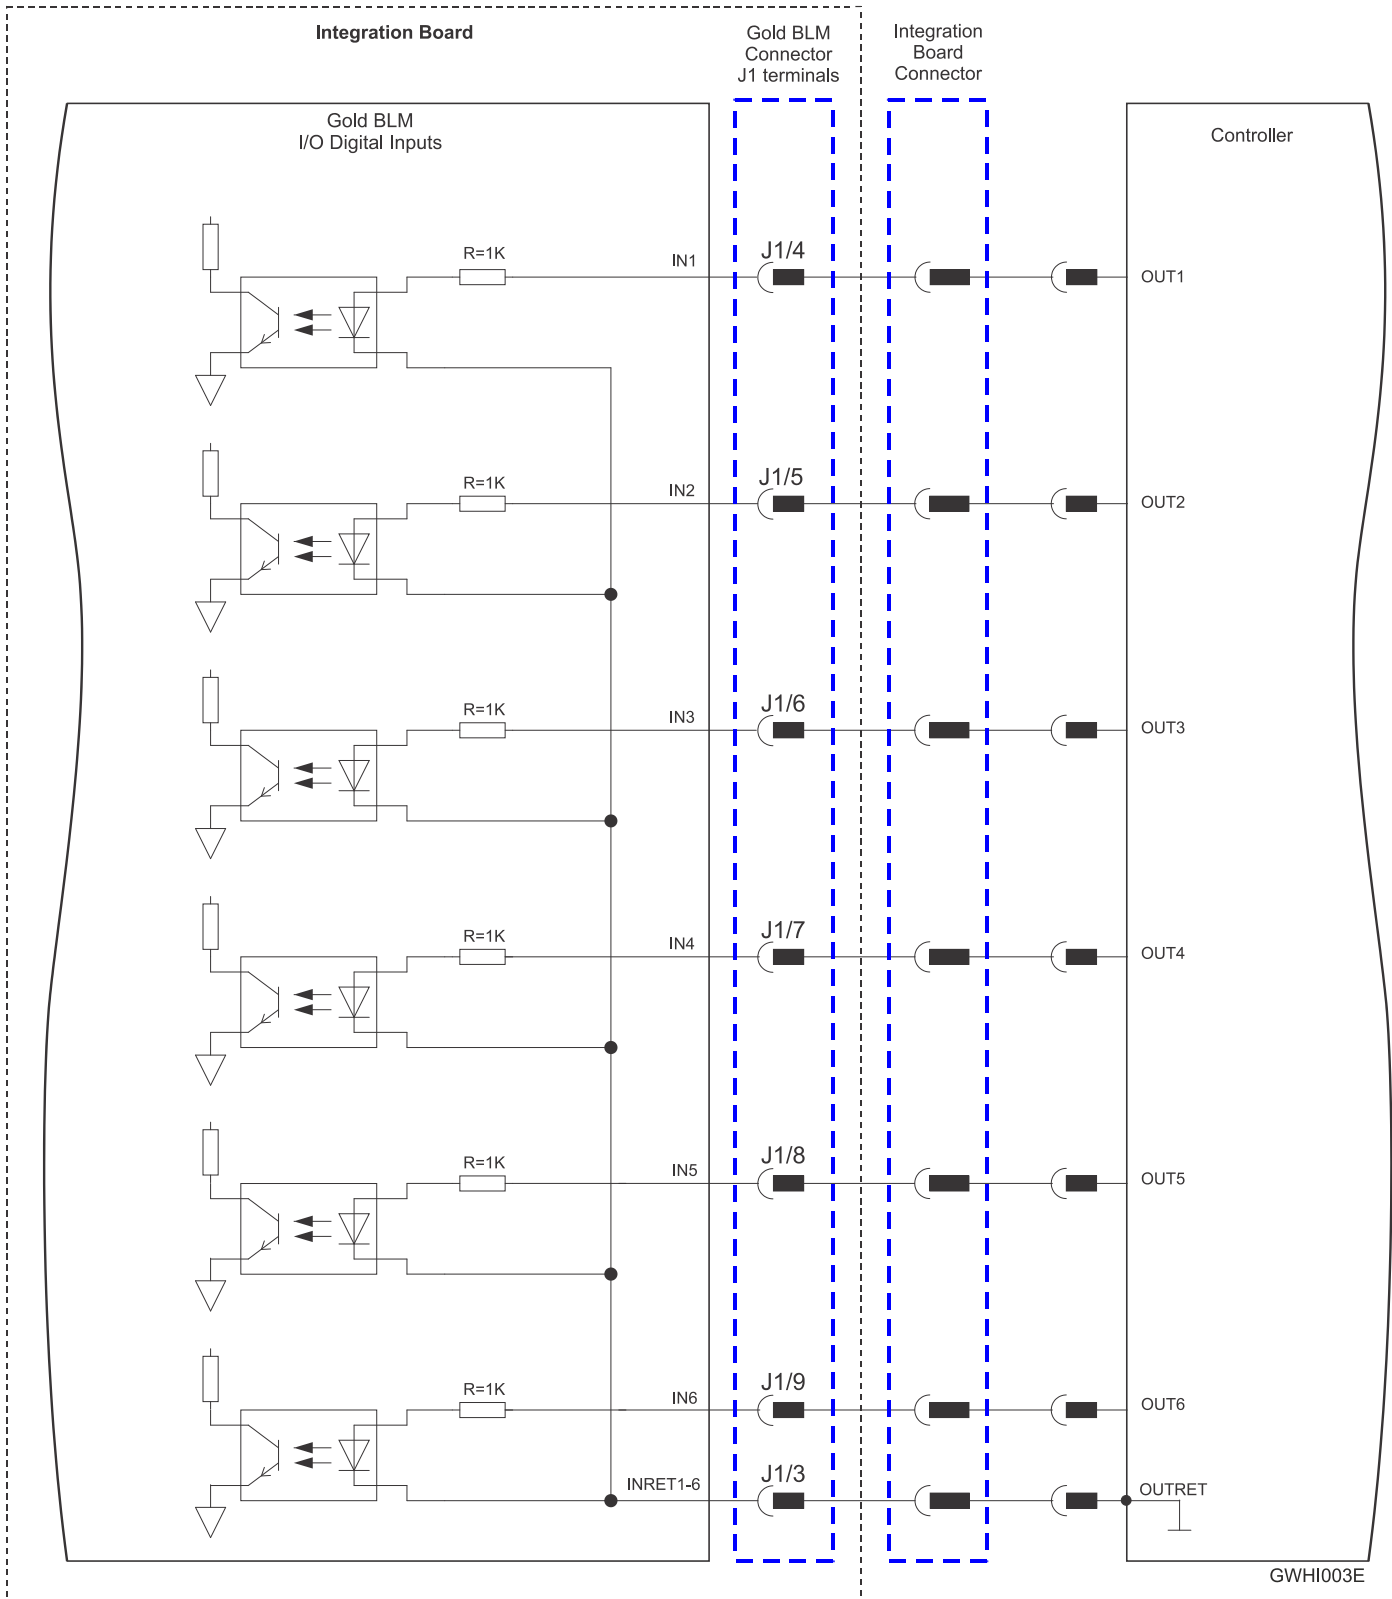 Integration Board
Gold BLM
Connector
J1 terminals
Integration
Board
Connector
Gold BLM
I/O Digital Inputs
Controller
R=1K
IN1
J1/4
OUT1
R=1K
IN2
J1/5
OUT2
R=1K
IN3
J1/6
OUT3
R=1K
IN4
J1/7
OUT4
R=1K
IN5
J1/8
OUT5
R=1K
IN6
J1/9
OUT6
INRET1-6
J1/3
OUTRET
GWHI003E